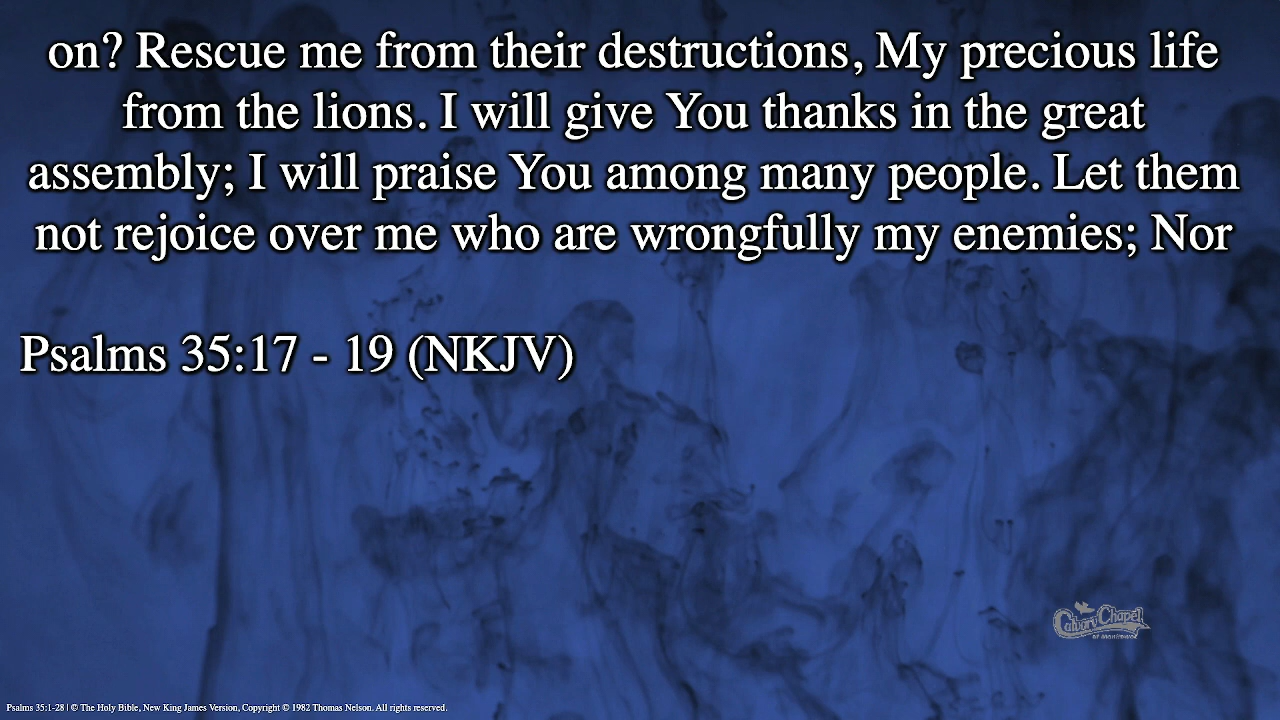 on? Rescue me from their destructions, My precious life
from the lions. I will give You thanks in the great
assembly; I will praise You among many people. Let them
not rejoice over me who are wrongfully my enemies; Nor
Psalms 35:17 - 19 (NKJV)
Calvary Chapel
of Montebello
Psalms 35:1-28 | © The Holy Bible, New King James Version, Copyright © 1982 Thomas Nelson. All rights reserved.